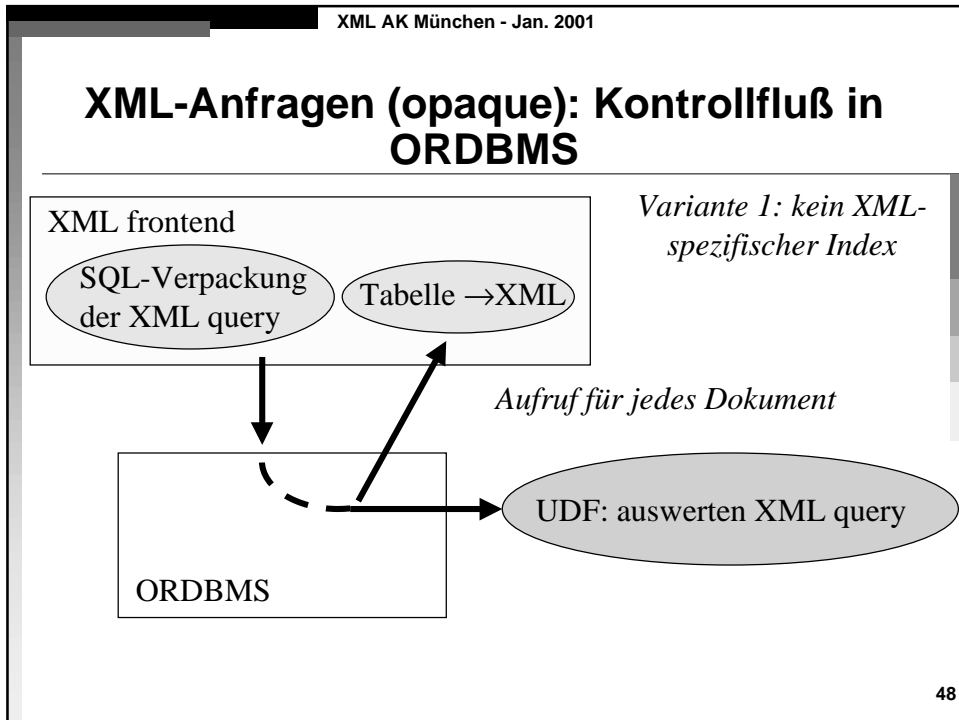 XML AK München - Jan. 2001
XML-Anfragen (opaque): Kontrollfluß in
ORDBMS
Variante 1: kein XML-
spezifischer Index
XML frontend
SQL-Verpackung
der XML query
Tabelle →XML
Aufruf für jedes Dokument
UDF: auswerten XML query
ORDBMS
48